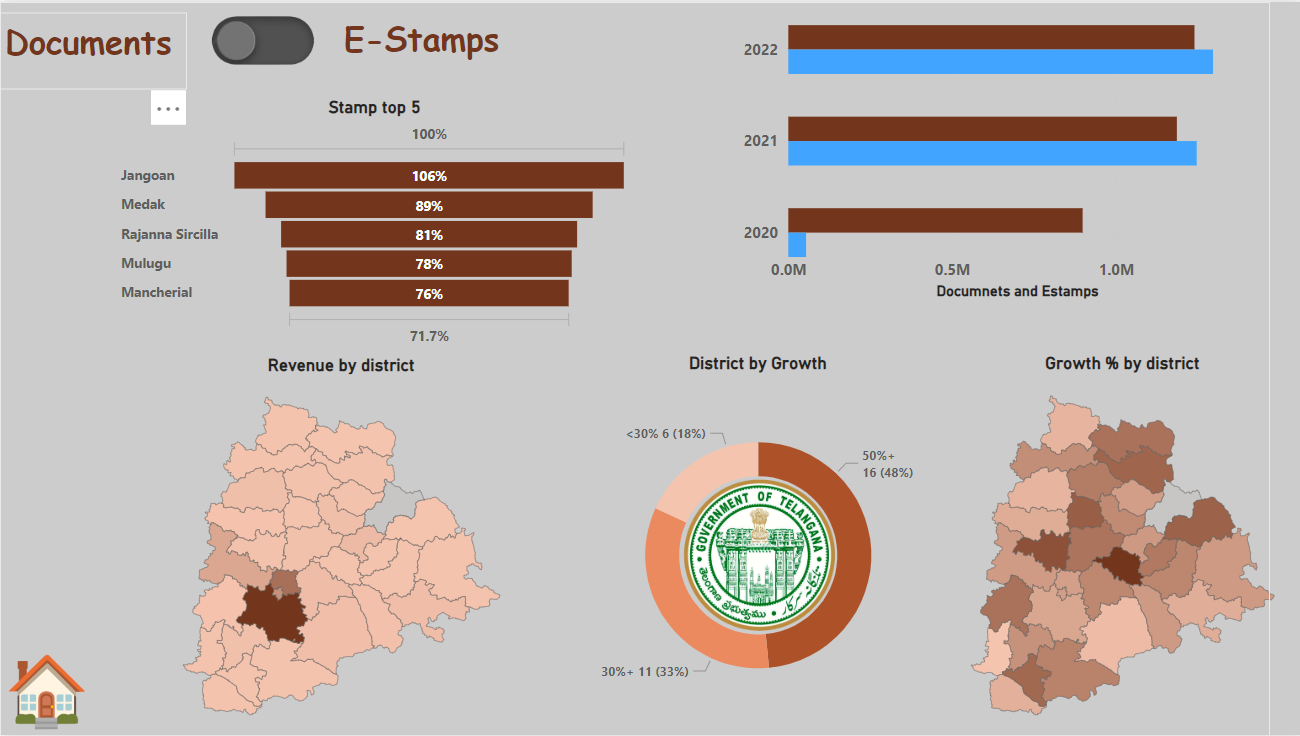 Documents
E-Stamps
Stamp top 5
100%
Jangoan
106%
Medak
89%
Rajanna Sircilla
81%
Mulugu
78%
Mancherial
76%
71.7%
2022
2021
2020
0.0M
0.5M
1.0M
Documnets and Estamps
Revenue by district
District by Growth
<30% 6 (18%)
50%+
16 (48%)
30%+ 11 (33%)
GOVERNMENT OF TELANGANA
తెలంగాణ ప్రభుత్వము
Growth % by district